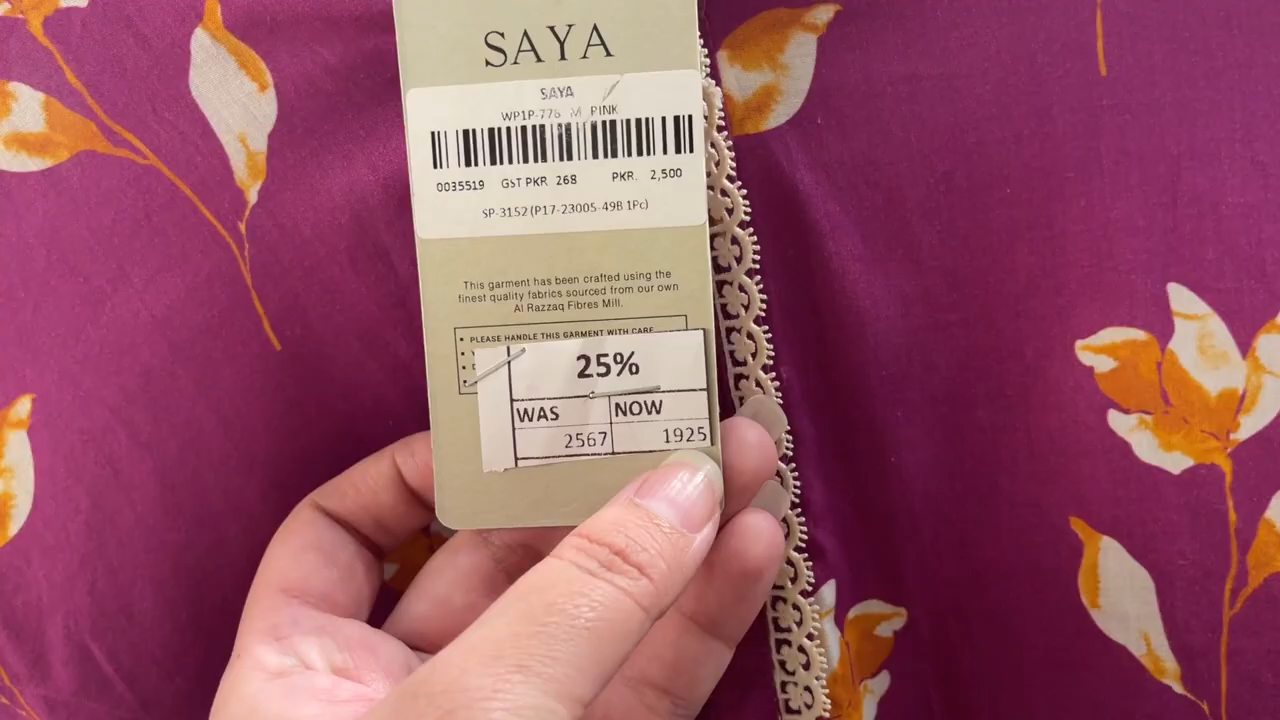 SAYA
SAYA
WP1P-776 M PINK
0035519 GST PKR 268 PKR. 2,500
SP-3152 (P17-23005-49B 1Pc)
This garment has been crafted using the
finest quality fabrics sourced from our own
Al Razzaq Fibres Mill.
PLEASE HANDLE THIS GARMENT WITH CARE
25%
WAS NOW
2567 1925